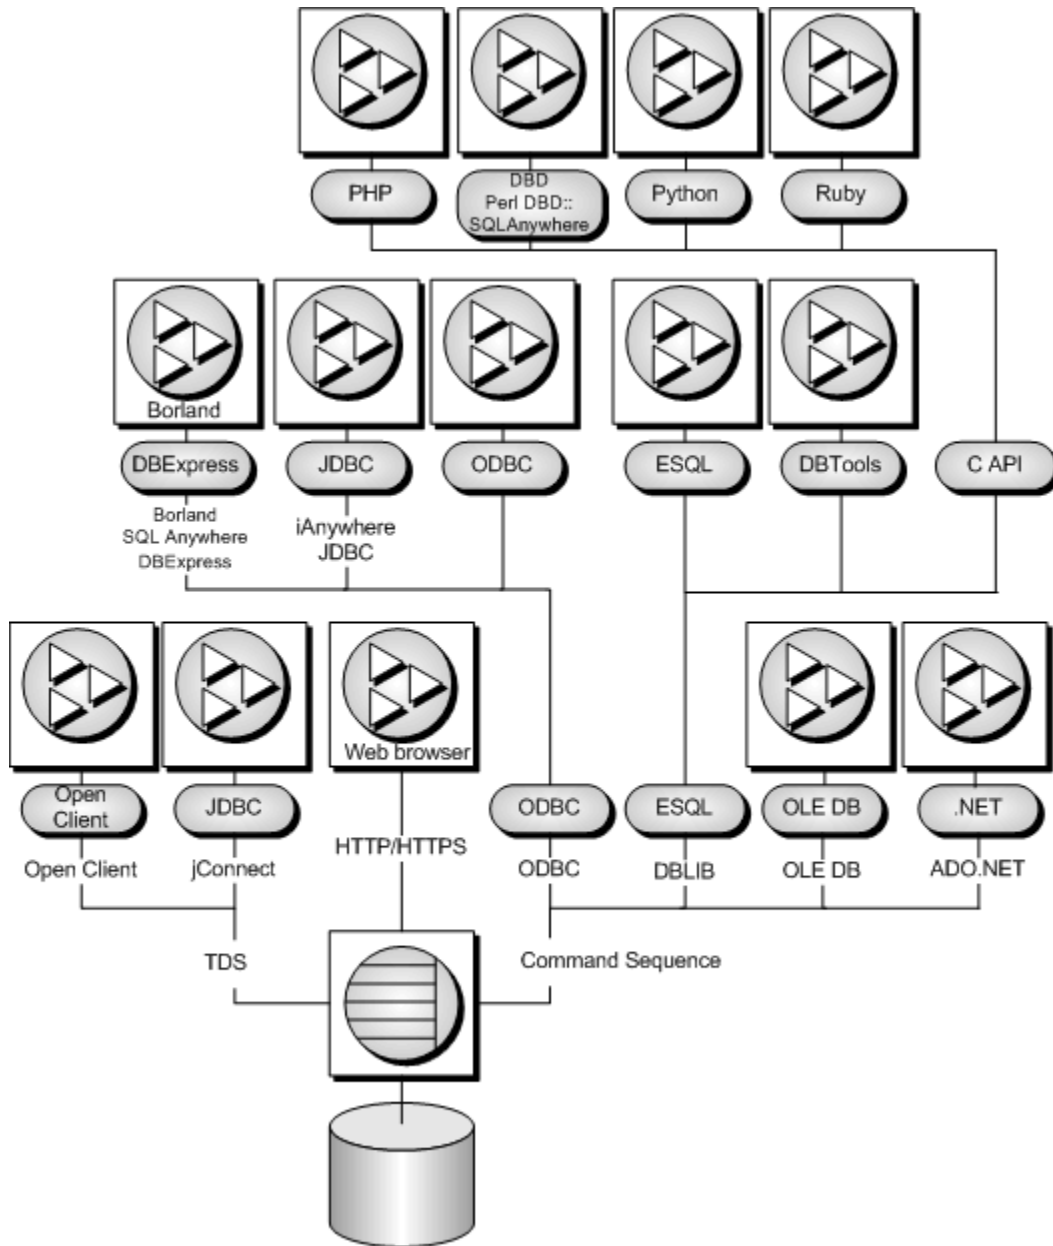 PHP
DBD
Perl DBD::
SQLAnywhere
Python
Ruby
Borland
DBExpress
JDBC
ODBC
ESQL
DBTools
C API
Borland
SQL Anywhere
DBExpress
iAnywhere
JDBC
Web browser
Open
Client
JDBC
ODBC
ESQL
OLE DB
.NET
Open Client
jConnect
HTTP/HTTPS
ODBC
DBLIB
OLE DB
ADO.NET
TDS
Command Sequence